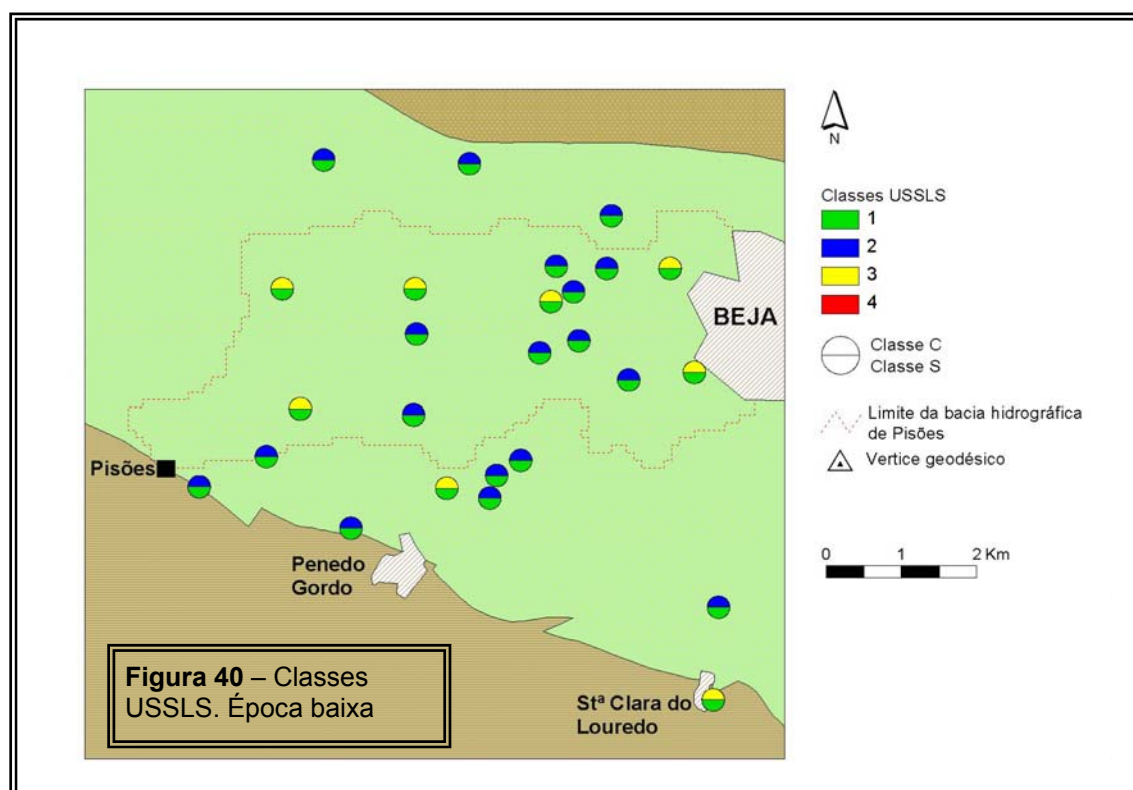 N
Classes USSLS
1
2
3
4
Classe C
Classe S
Limite da bacia hidrográfica
de Pisões
Vertice geodésico
0 1 2 Km
BEJA
Pisões
Penedo
Gordo
Stª Clara do
Louredo
Figura 40 – Classes
USSLS. Época baixa